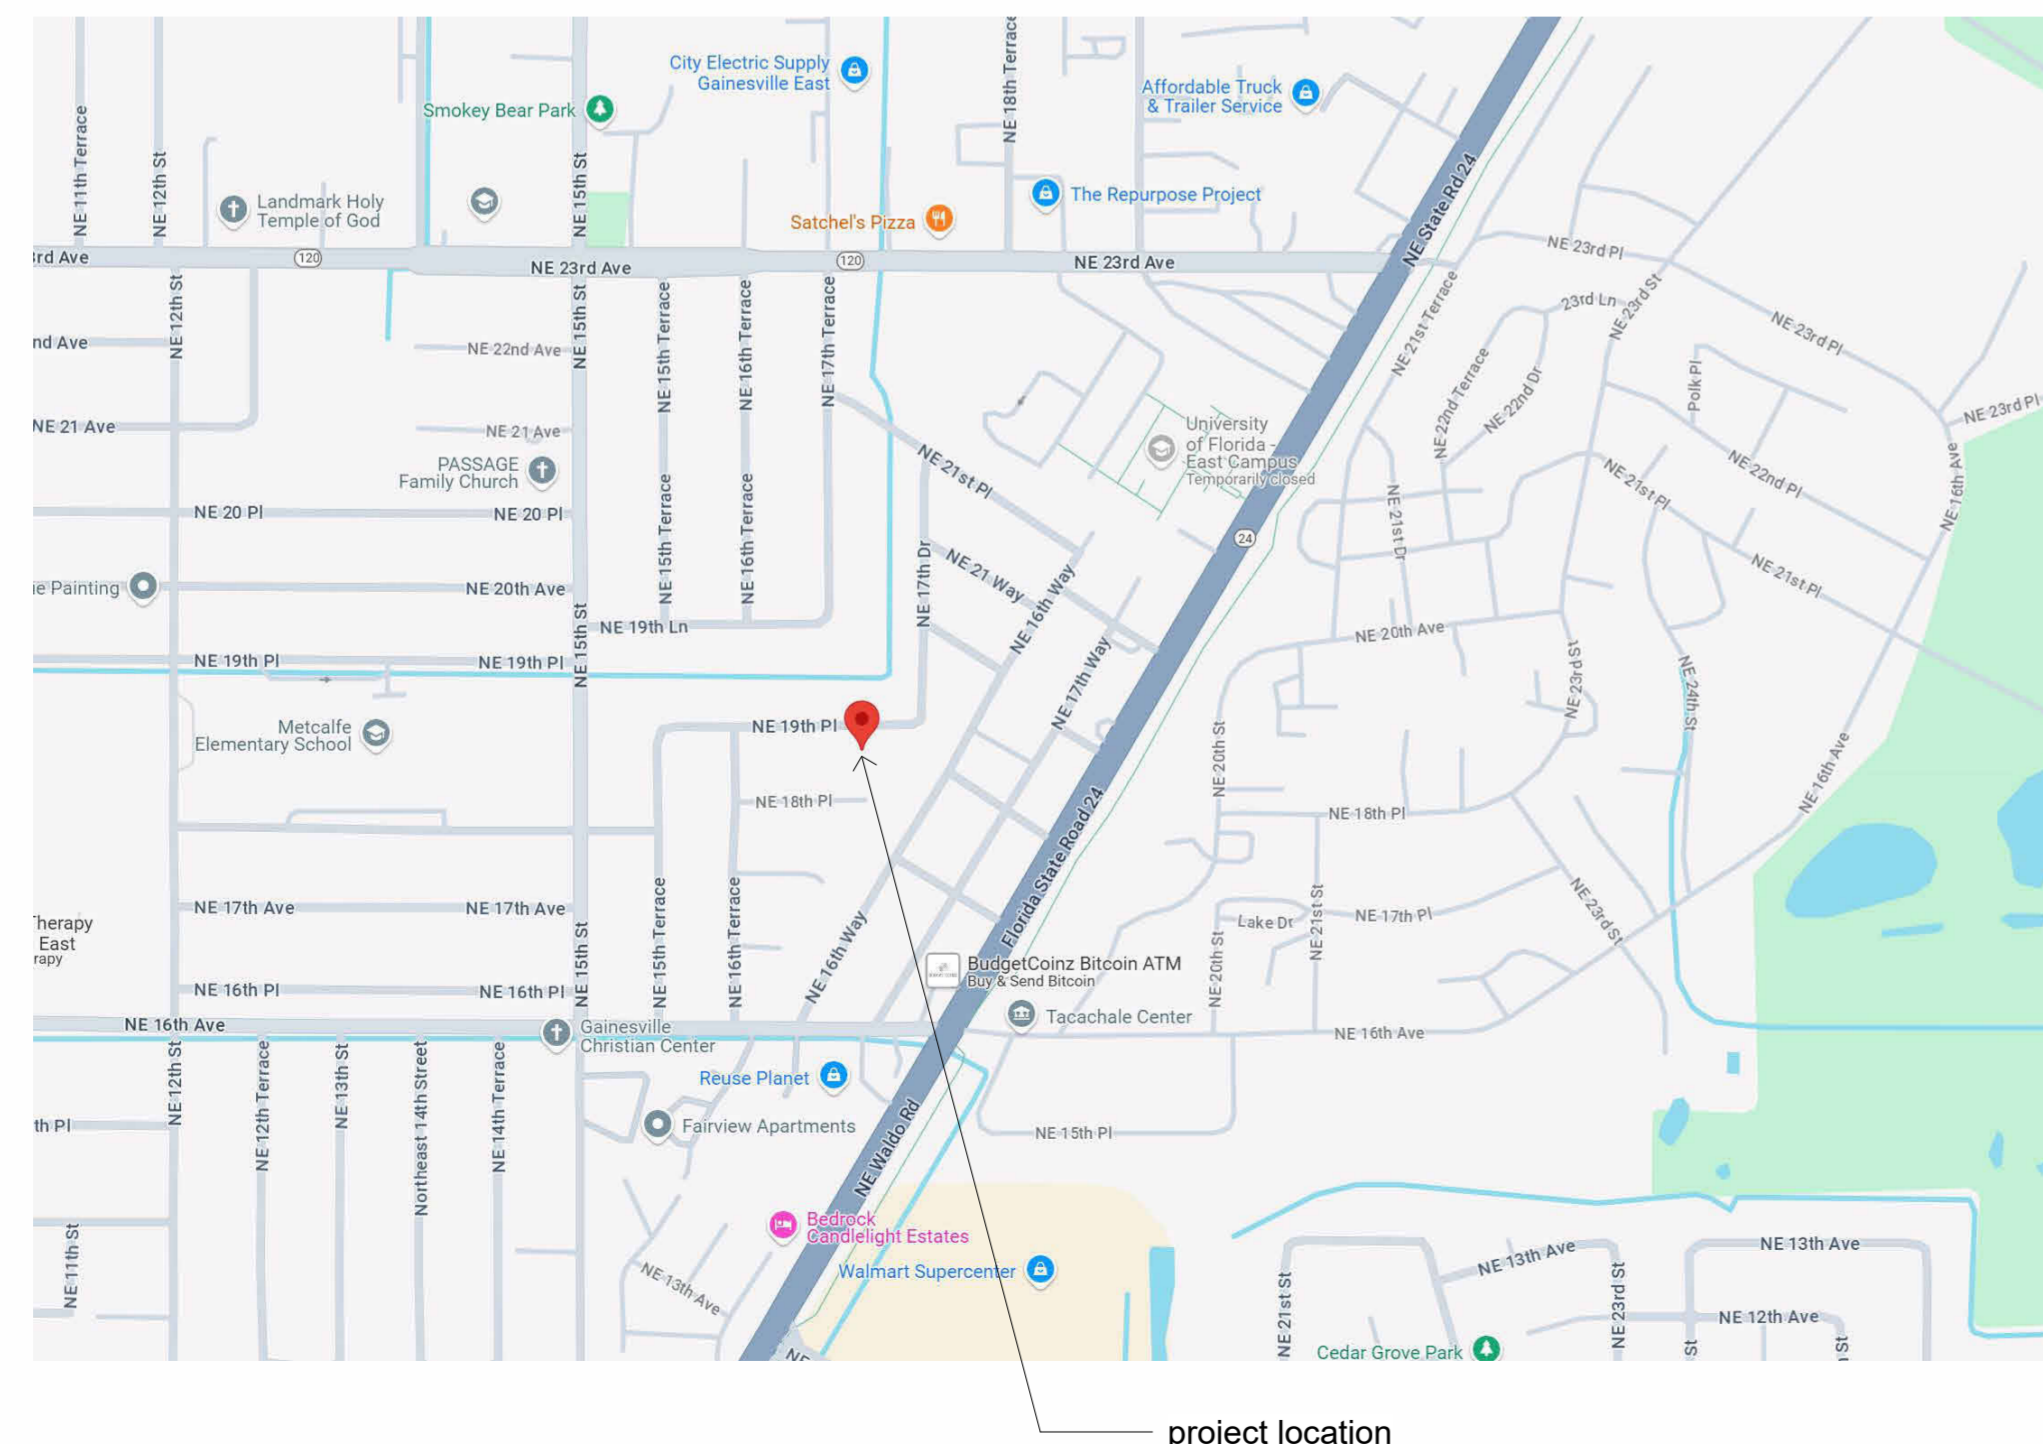 City Electric Supply
Gainesville East
Smokey Bear Park
NE 18th Terrace
Affordable Truck
& Trailer Service
NE 11th Terrace
NE 12th St
NE 15th St
Landmark Holy
Temple of God
The Repurpose Project
Satchel's Pizza
NE State Rd 24
rd Ave
120
NE 23rd Ave
120
NE 23rd Ave
NE 23rd Pl
NE 12th St
NE 15th St
NE 15th Terrace
NE 16th Terrace
NE 17th Terrace
NE 21st Terrace
23rd Ln
NE 23rd St
NE 23rd Pl
nd Ave
NE 22nd Ave
NE 22nd Terrace
NE 22nd Dr
Polk Pl
NE 23rd Pl
NE 21 Ave
NE 21 Ave
University
of Florida -
East Campus
Temporarily closed
PASSAGE
Family Church
NE 21st Pl
NE 21st Pl
NE 22nd Pl
NE 16th Ave
NE 20 Pl
NE 20 Pl
NE 15th Terrace
NE 16th Terrace
NE 21st Dr
24
NE 17th Dr
NE 21 Way
NE 16th Way
NE 21st Pl
e Painting
NE 20th Ave
NE 15th St
NE 19th Ln
NE 20th Ave
NE 19th Pl
NE 19th Pl
NE 17th Way
NE 23rd St
NE 24th St
Metcalfe
Elementary School
NE 19th Pl
NE 20th St
NE 16th Ave
NE 18th Pl
NE 18th Pl
Florida State Road 24
NE 17th Ave
NE 17th Ave
NE 15th Terrace
NE 16th Terrace
NE 16th Way
Lake Dr
NE 21st St
NE 17th Pl
NE 23rd St
Therapy
East
rapy
NE 15th St
BudgetCoinz Bitcoin ATM
Buy & Send Bitcoin
NE 20th St
NE 16th Pl
NE 16th Pl
Tacachale Center
NE 16th Ave
Gainesville
Christian Center
NE 16th Ave
NE 12th St
NE 12th Terrace
NE 13th St
Northeast 14th Street
NE 14th Terrace
Reuse Planet
th Pl
Fairview Apartments
NE 15th Pl
NE Waldo Rd
Bedrock
Candlelight Estates
NE 11th St
NE 13th Ave
Walmart Supercenter
NE 21st St
NE 13th Ave
NE 23rd St
NE 13th Ave
NE 12th Ave
NE
Cedar Grove Park
St
St
project location